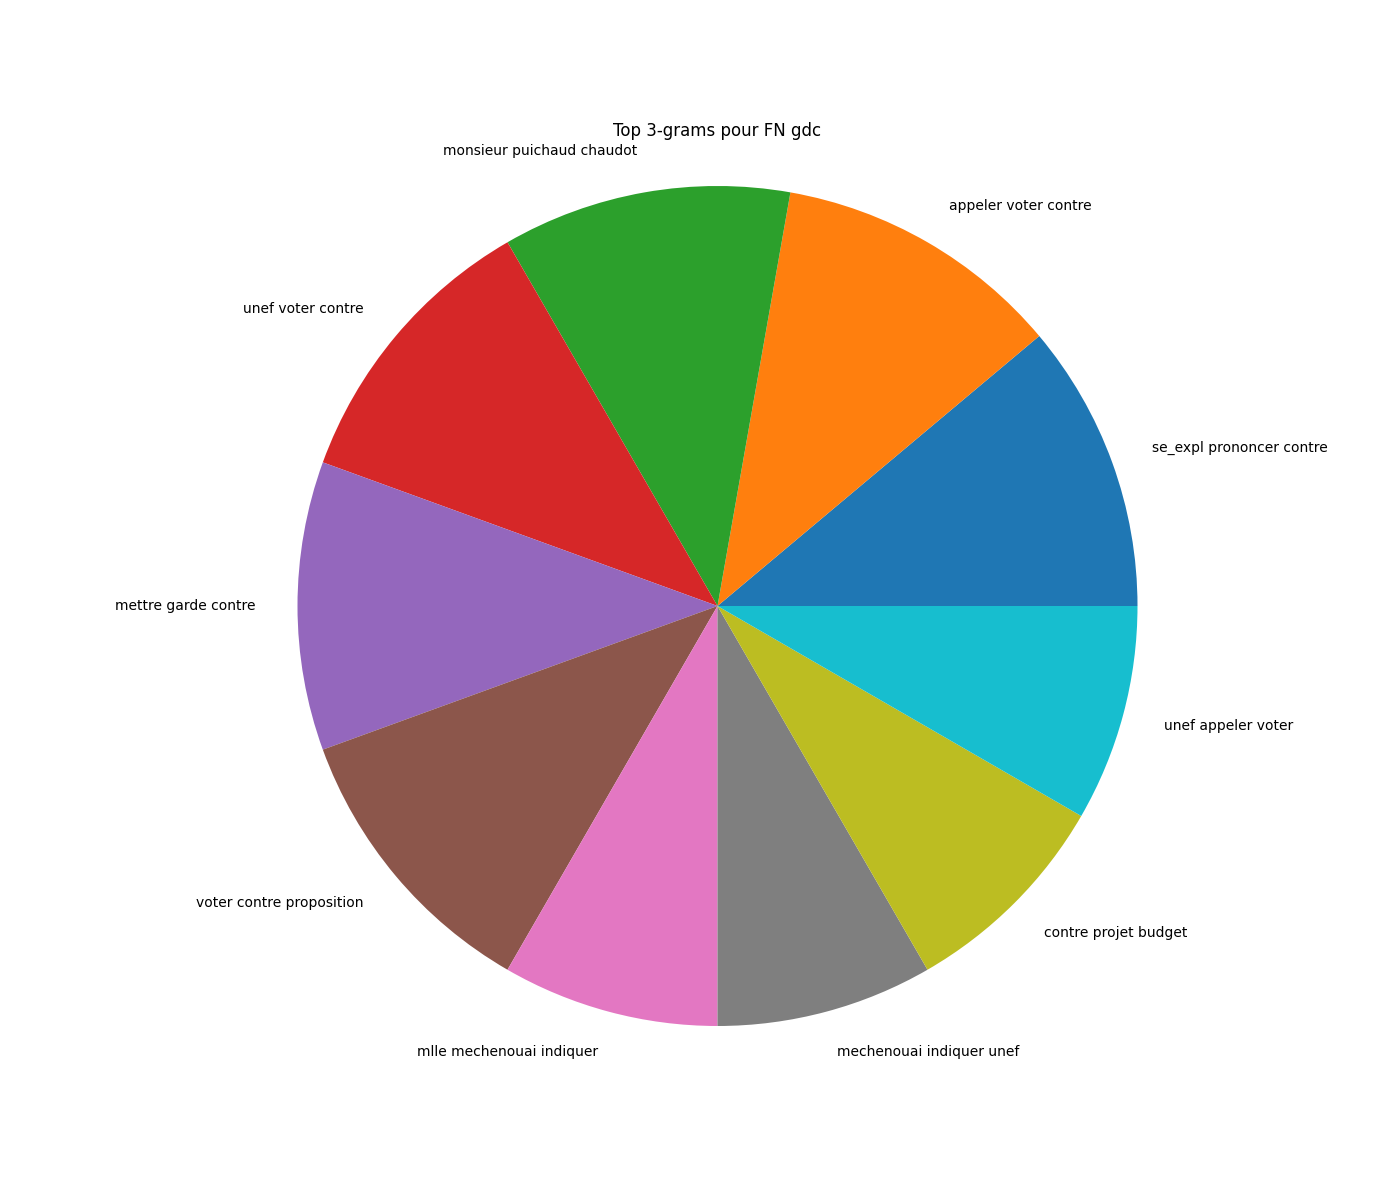 Top 3-grams pour FN gdc
monsieur puichaud chaudot
appeler voter contre
unef voter contre
se_expl prononcer contre
mettre garde contre
unef appeler voter
voter contre proposition
contre projet budget
mlle mechenouai indiquer
mechenouai indiquer unef